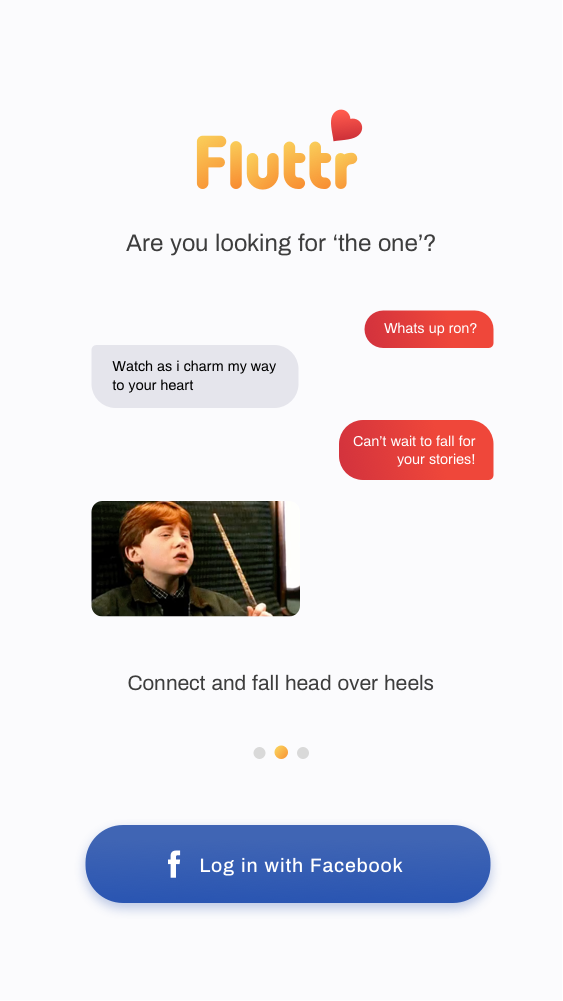 Fluttr
Are you looking for ‘the one’?
Whats up ron?
Watch as i charm my way
to your heart
Can’t wait to fall for
your stories!
Connect and fall head over heels
f Log in with Facebook